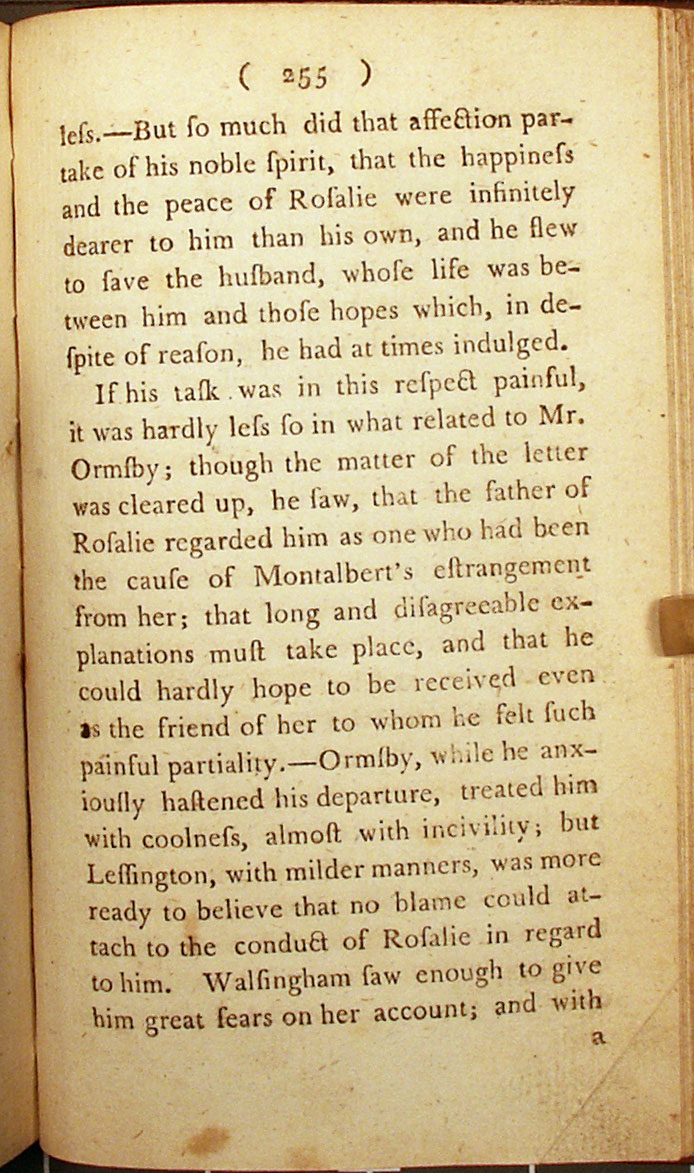 ( 255 )
leſs.—But ſo much did that affection par-
take of his noble ſpirit, that the happineſs
and the peace of Roſalie were infinitely
dearer to him than his own, and he flew
to ſave the huſband, whoſe life was be-
tween him and thoſe hopes which, in de-
ſpite of reaſon, he had at times indulged.
If his taſk was in this reſpect painful,
it was hardly leſs ſo in what related to Mr.
Ormſby; though the matter of the letter
was cleared up, he ſaw, that the father of
Roſalie regarded him as one who had been
the cauſe of Montalbert's eſtrangement
from her; that long and diſagreeable ex-
planations muſt take place, and that he
could hardly hope to be received even
as the friend of her to whom he felt ſuch
painful partiality.—Ormſby, while he anx-
iouſly haſtened his departure, treated him
with coolneſs, almoſt with incivility; but
Leſſington, with milder manners, was more
ready to believe that no blame could at-
tach to the conduct of Roſalie in regard
to him. Walſingham ſaw enough to give
him great fears on her account; and with
a